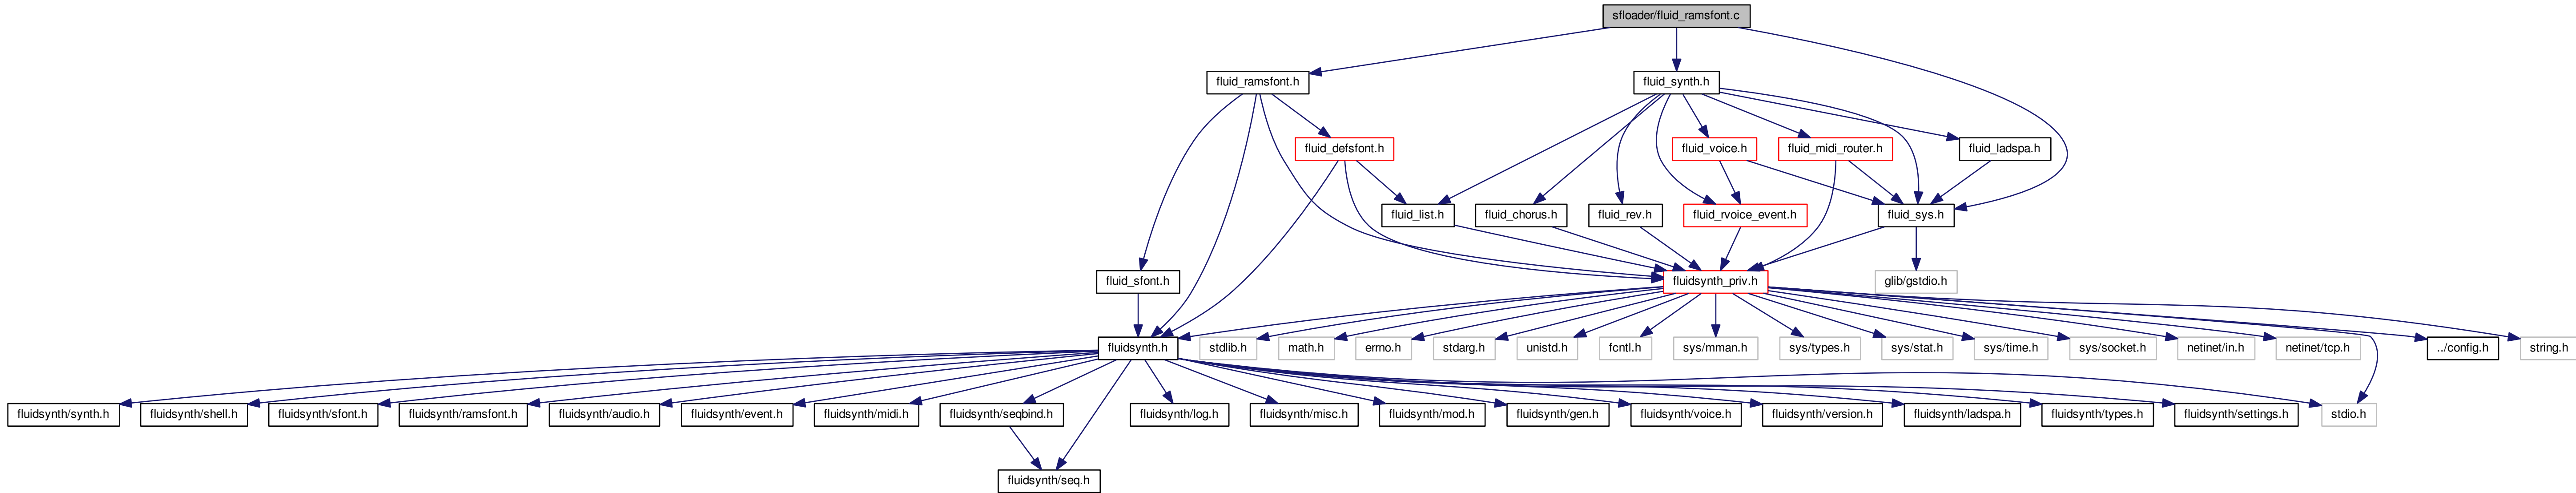 sfloader/fluid_ramsfont.c
fluid_ramsfont.h
fluid_synth.h
fluid_defsfont.h
fluid_voice.h
fluid_midi_router.h
fluid_ladspa.h
fluid_list.h
fluid_chorus.h
fluid_rev.h
fluid_rvoice_event.h
fluid_sys.h
fluid_sfont.h
fluidsynth_priv.h
glib/gstdio.h
fluidsynth.h
stdlib.h
math.h
errno.h
stdarg.h
unistd.h
fcntl.h
sys/mman.h
sys/types.h
sys/stat.h
sys/time.h
sys/socket.h
netinet/in.h
netinet/tcp.h
../config.h
string.h
fluidsynth/synth.h
fluidsynth/shell.h
fluidsynth/sfont.h
fluidsynth/ramsfont.h
fluidsynth/audio.h
fluidsynth/event.h
fluidsynth/midi.h
fluidsynth/seqbind.h
fluidsynth/log.h
fluidsynth/misc.h
fluidsynth/mod.h
fluidsynth/gen.h
fluidsynth/voice.h
fluidsynth/version.h
fluidsynth/ladspa.h
fluidsynth/types.h
fluidsynth/settings.h
stdio.h
fluidsynth/seq.h